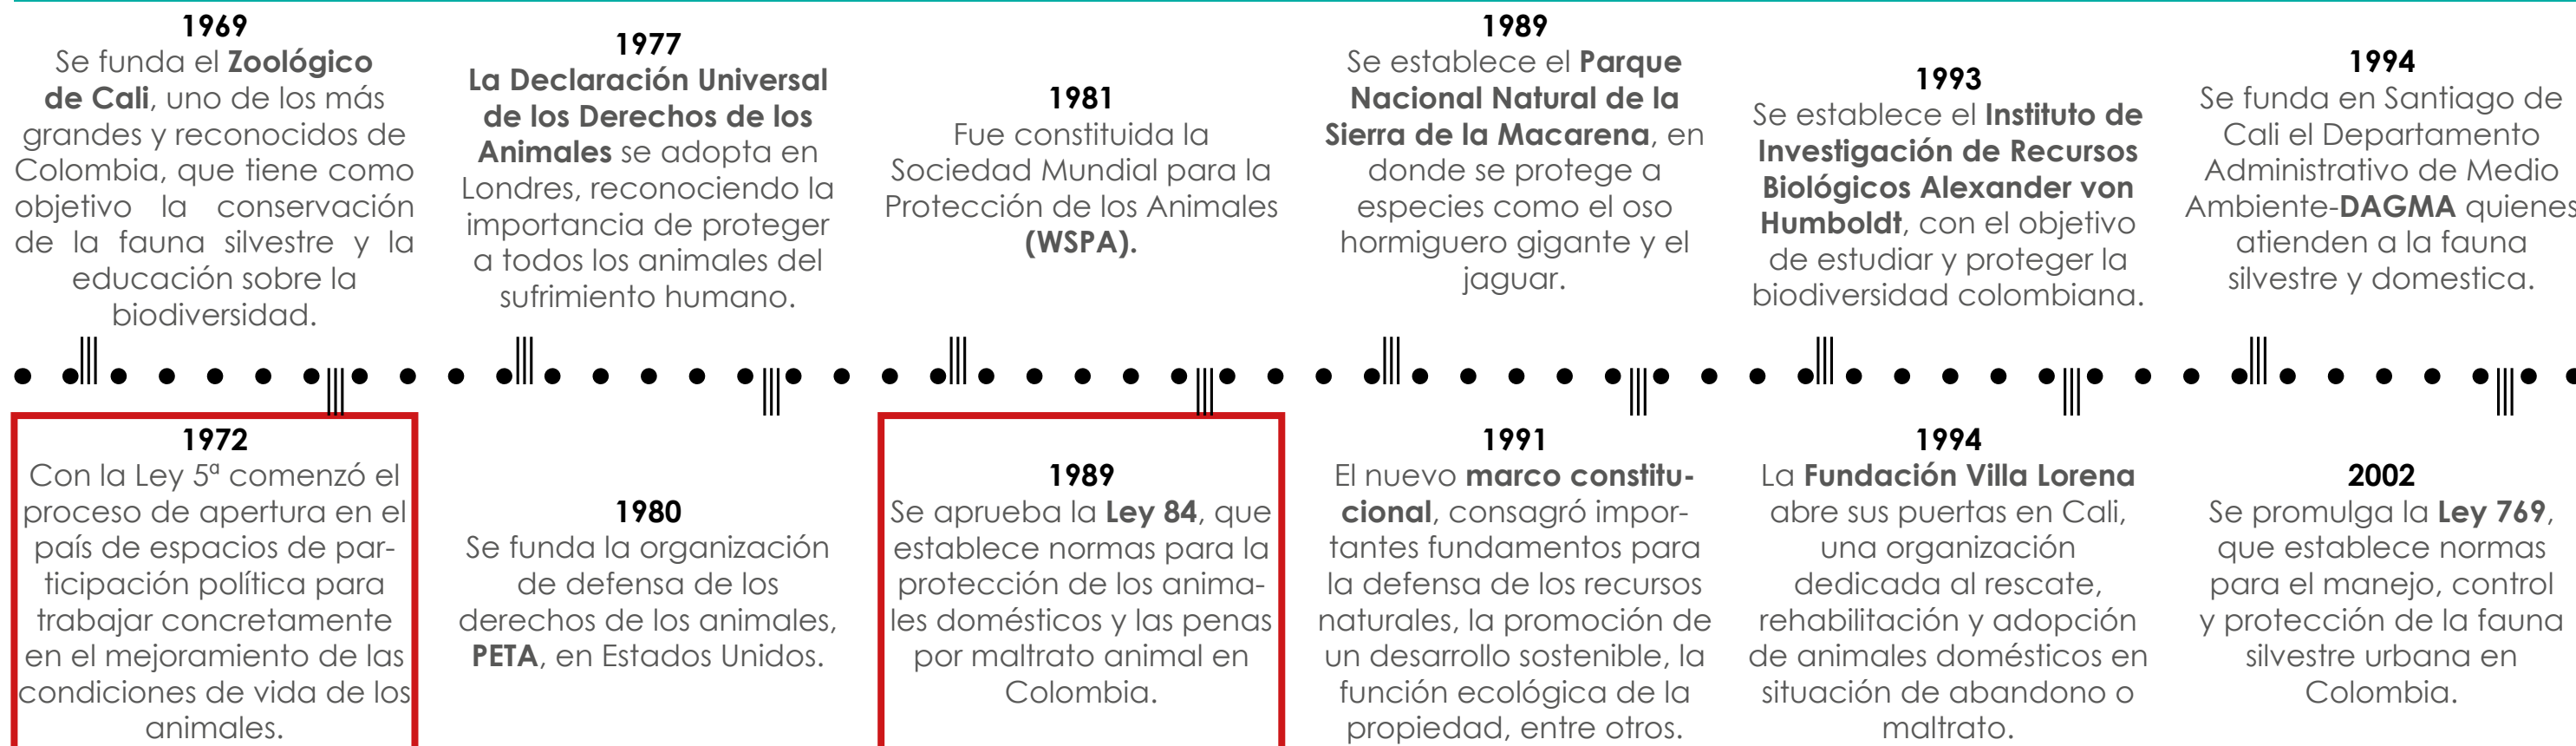 1969
Se funda el Zoológico
de Cali, uno de los más
grandes y reconocidos de
Colombia, que tiene como
objetivo la conservación
de la fauna silvestre y la
educación sobre la
biodiversidad.
1977
La Declaración Universal
de los Derechos de los
Animales se adopta en
Londres, reconociendo la
importancia de proteger
a todos los animales del
sufrimiento humano.
1981
Fue constituida la
Sociedad Mundial para la
Protección de los Animales
(WSPA).
1989
Se establece el Parque
Nacional Natural de la
Sierra de la Macarena, en
donde se protege a
especies como el oso
hormiguero gigante y el
jaguar.
1993
Se establece el Instituto de
Investigación de Recursos
Biológicos Alexander von
Humboldt, con el objetivo
de estudiar y proteger la
biodiversidad colombiana.
1994
Se funda en Santiago de
Cali el Departamento
Administrativo de Medio
Ambiente-DAGMA quienes
atienden a la fauna
silvestre y domestica.
1972
Con la Ley 5ª comenzó el
proceso de apertura en el
país de espacios de par-
ticipación política para
trabajar concretamente
en el mejoramiento de las
condiciones de vida de los
animales.
1980
Se funda la organización
de defensa de los
derechos de los animales,
PETA, en Estados Unidos.
1989
Se aprueba la Ley 84, que
establece normas para la
protección de los anima-
les domésticos y las penas
por maltrato animal en
Colombia.
1991
El nuevo marco constitu-
cional, consagró impor-
tantes fundamentos para
la defensa de los recursos
naturales, la promoción de
un desarrollo sostenible, la
función ecológica de la
propiedad, entre otros.
1994
La Fundación Villa Lorena
abre sus puertas en Cali,
una organización
dedicada al rescate,
rehabilitación y adopción
de animales domésticos en
situación de abandono o
maltrato.
2002
Se promulga la Ley 769,
que establece normas
para el manejo, control
y protección de la fauna
silvestre urbana en
Colombia.